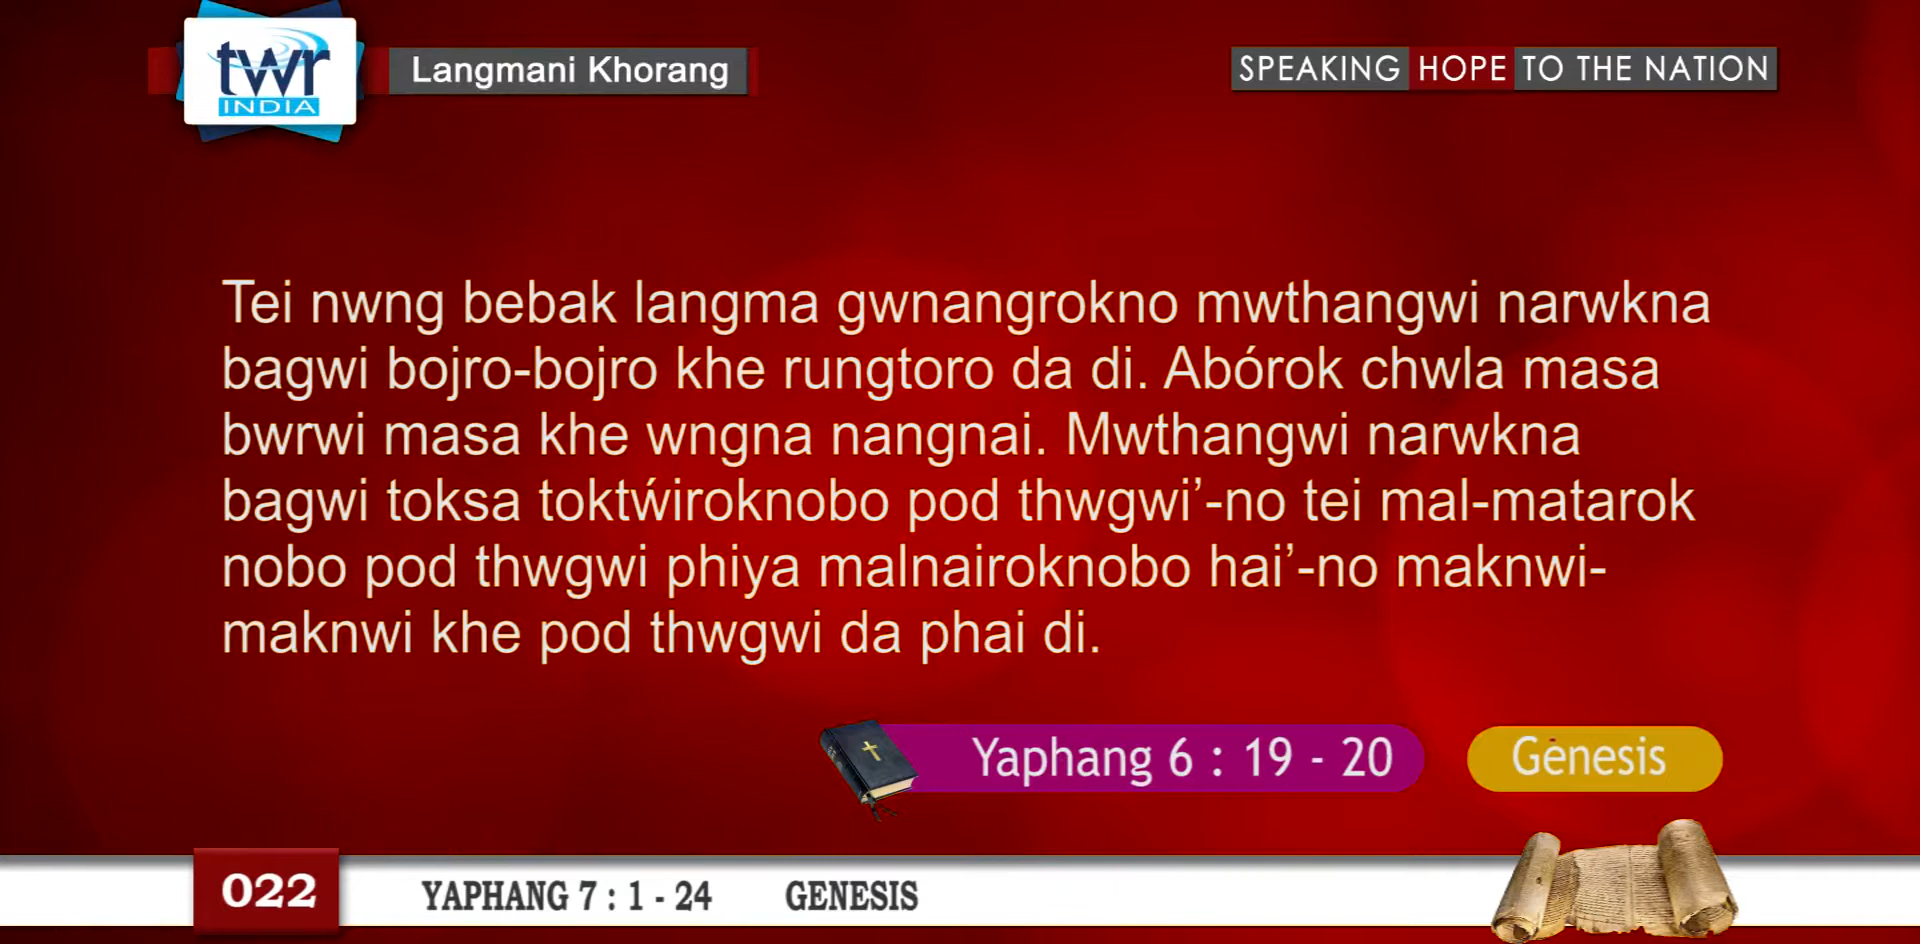 twr
INDIA
Langmani Khorang
SPEAKING HOPE TO THE NATION
Tei nwng bebak langma gwnangrokno mwthangwi narwkna
bagwi bojro-bojro khe rungtoro da di. Abórok chwla masa
bwrwi masa khe wngna nangnai. Mwthangwi narwkna
bagwi toksa toktẃiroknobo pod thwgwi’-no tei mal-matarok
nobo pod thwgwi phiya malnairoknobo hai’-no maknwi-
maknwi khe pod thwgwi da phai di.
Yaphang 6 : 19 - 20
Genesis
022
YAPHANG 7 : 1 - 24 GENESIS